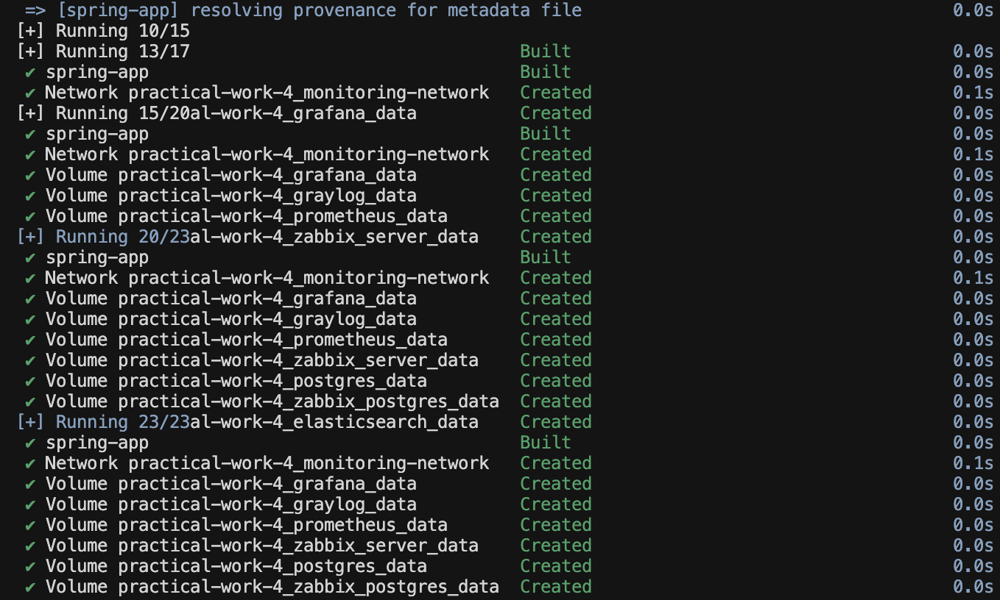 => [spring-app] resolving provenance for metadata file 0.0s
[+] Running 10/15
[+] Running 13/17 Built 0.0s
✔ spring-app Built 0.0s
✔ Network practical-work-4_monitoring-network Created 0.1s
[+] Running 15/20al-work-4_grafana_data Created 0.0s
✔ spring-app Built 0.0s
✔ Network practical-work-4_monitoring-network Created 0.1s
✔ Volume practical-work-4_grafana_data Created 0.0s
✔ Volume practical-work-4_graylog_data Created 0.0s
✔ Volume practical-work-4_prometheus_data Created 0.0s
[+] Running 20/23al-work-4_zabbix_server_data Created 0.0s
✔ spring-app Built 0.0s
✔ Network practical-work-4_monitoring-network Created 0.1s
✔ Volume practical-work-4_grafana_data Created 0.0s
✔ Volume practical-work-4_graylog_data Created 0.0s
✔ Volume practical-work-4_prometheus_data Created 0.0s
✔ Volume practical-work-4_zabbix_server_data Created 0.0s
✔ Volume practical-work-4_postgres_data Created 0.0s
✔ Volume practical-work-4_zabbix_postgres_data Created 0.0s
[+] Running 23/23al-work-4_elasticsearch_data Created 0.0s
✔ spring-app Built 0.0s
✔ Network practical-work-4_monitoring-network Created 0.1s
✔ Volume practical-work-4_grafana_data Created 0.0s
✔ Volume practical-work-4_graylog_data Created 0.0s
✔ Volume practical-work-4_prometheus_data Created 0.0s
✔ Volume practical-work-4_zabbix_server_data Created 0.0s
✔ Volume practical-work-4_postgres_data Created 0.0s
✔ Volume practical-work-4_zabbix_postgres_data Created 0.0s